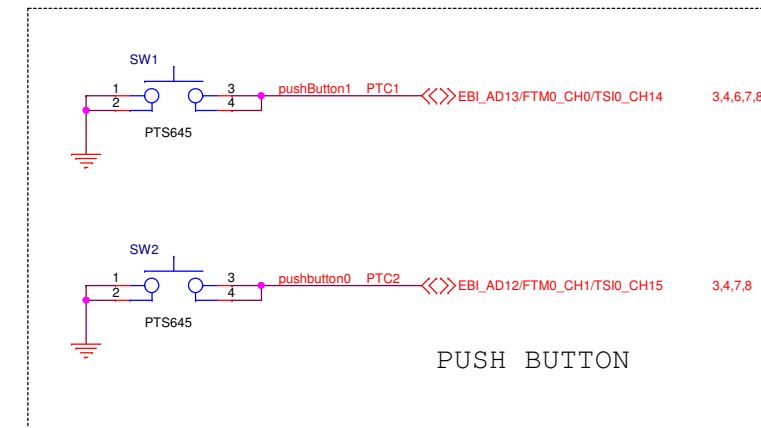 SW1
1 3 pushButton1 PTC1 EBI_AD13/FTM0_CH0/TSI0_CH14 3,4,6,7,8
2 4
PTS645
SW2
1 3 pushbutton0 PTC2 EBI_AD12/FTM0_CH1/TSI0_CH15 3,4,7,8
2 4
PTS645
PUSH BUTTON